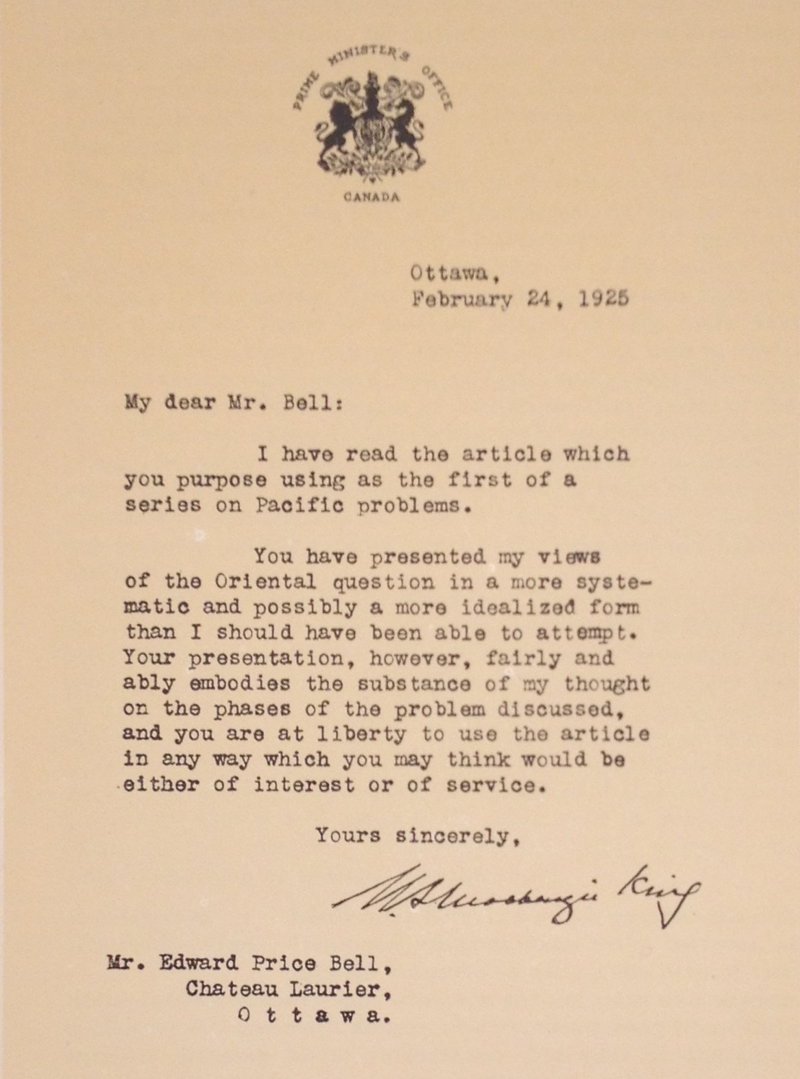 PRIME MINISTER'S OFFICE
CANADA
Ottawa,
February 24, 1925
My dear Mr. Bell:
I have read the article which
you purpose using as the first of a
series on Pacific problems.
You have presented my views
of the Oriental question in a more syste-
matic and possibly a more idealized form
than I should have been able to attempt.
Your presentation, however, fairly and
ably embodies the substance of my thought
on the phases of the problem discussed,
and you are at liberty to use the article
in any way which you may think would be
either of interest or of service.
Yours sincerely,
W L Mackenzie King
Mr. Edward Price Bell,
Chateau Laurier,
O t t a w a.